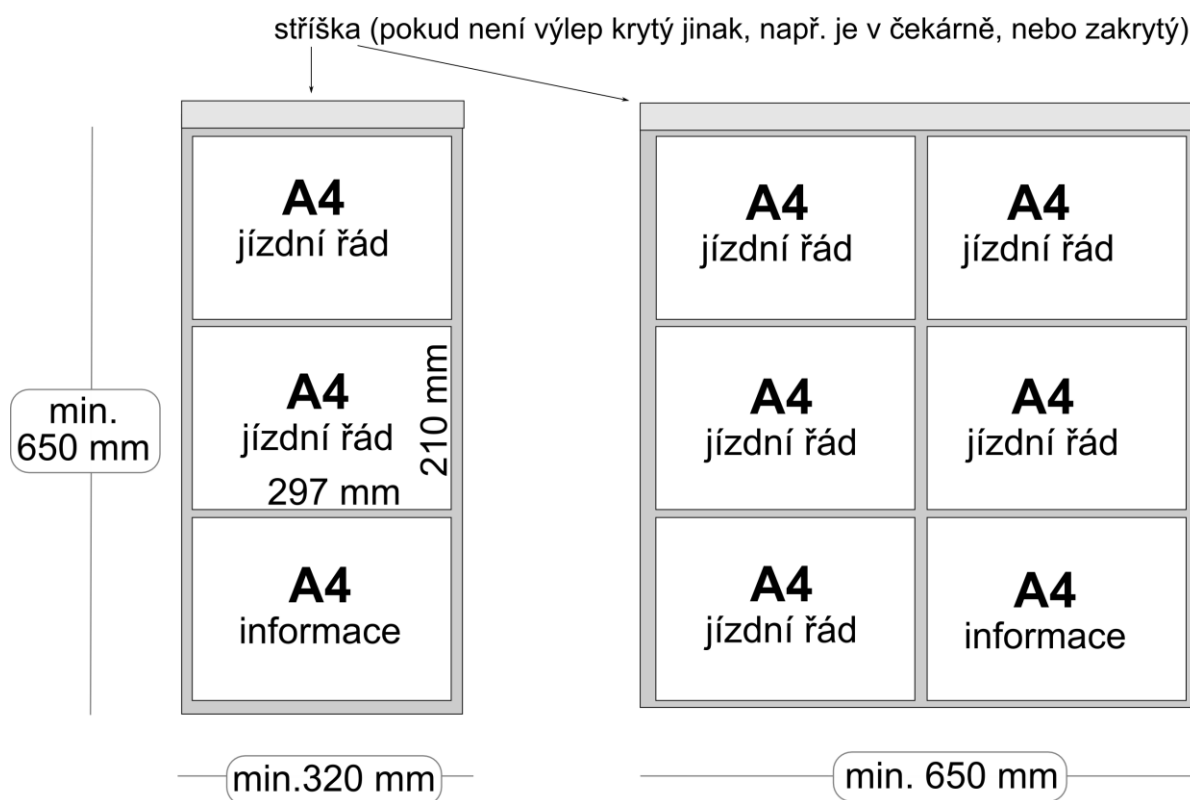 stříška (pokud není výlep krytý jinak, např. je v čekárně, nebo zakrytý)
A4
jízdní řád
A4
jízdní řád
297 mm
210 mm
A4
informace
min.
650 mm
min.320 mm
A4
jízdní řád
A4
jízdní řád
A4
jízdní řád
A4
jízdní řád
A4
jízdní řád
A4
informace
min. 650 mm